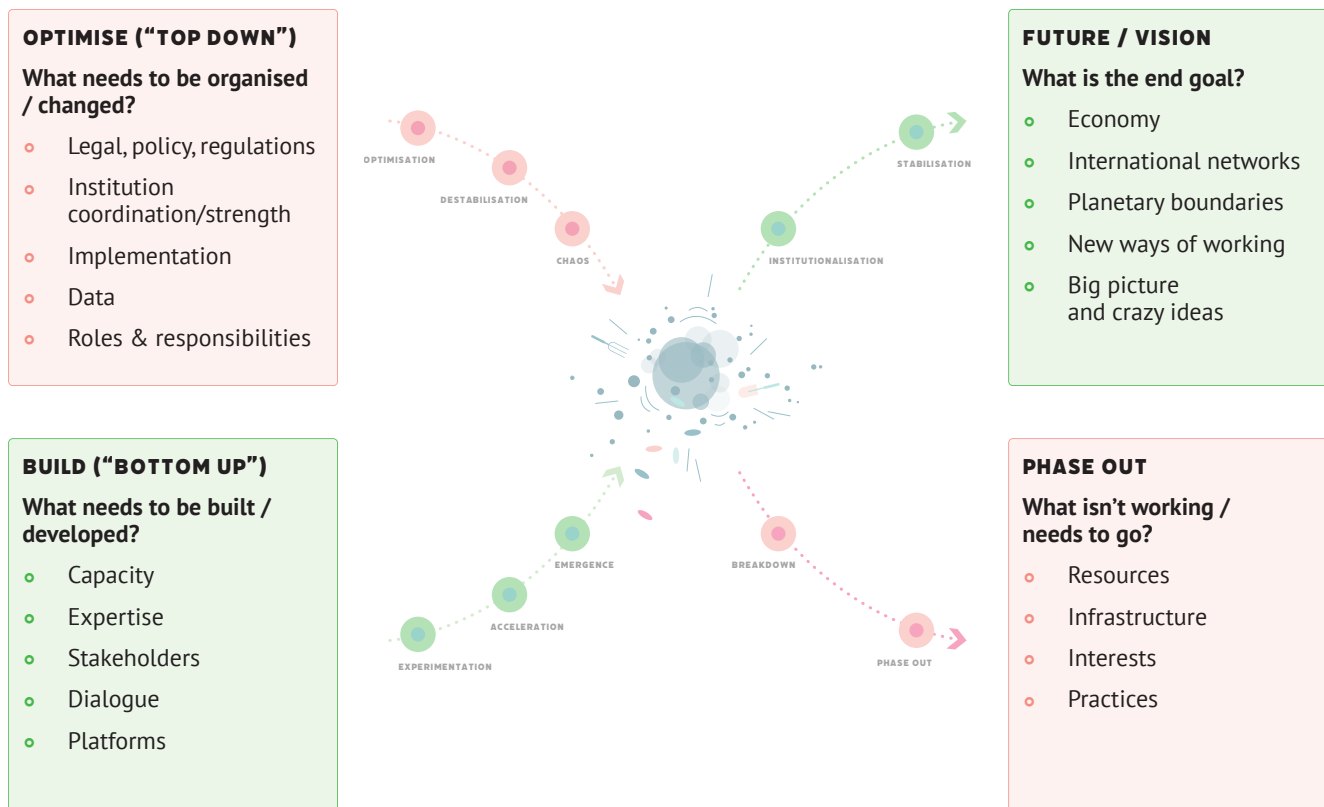 OPTIMISE (“TOP DOWN”)
What needs to be organised
/ changed?
Legal, policy, regulations
Institution
coordination/strength
Implementation
Data
Roles & responsibilities
BUILD (“BOTTOM UP”)
What needs to be built /
developed?
Capacity
Expertise
Stakeholders
Dialogue
Platforms
OPTIMISATION
DESTABILISATION
CHAOS
STABILISATION
INSTITUTIONALISATION
EMERGENCE
ACCELERATION
EXPERIMENTATION
BREAKDOWN
PHASE OUT
FUTURE / VISION
What is the end goal?
Economy
International networks
Planetary boundaries
New ways of working
Big picture
and crazy ideas
PHASE OUT
What isn’t working /
needs to go?
Resources
Infrastructure
Interests
Practices